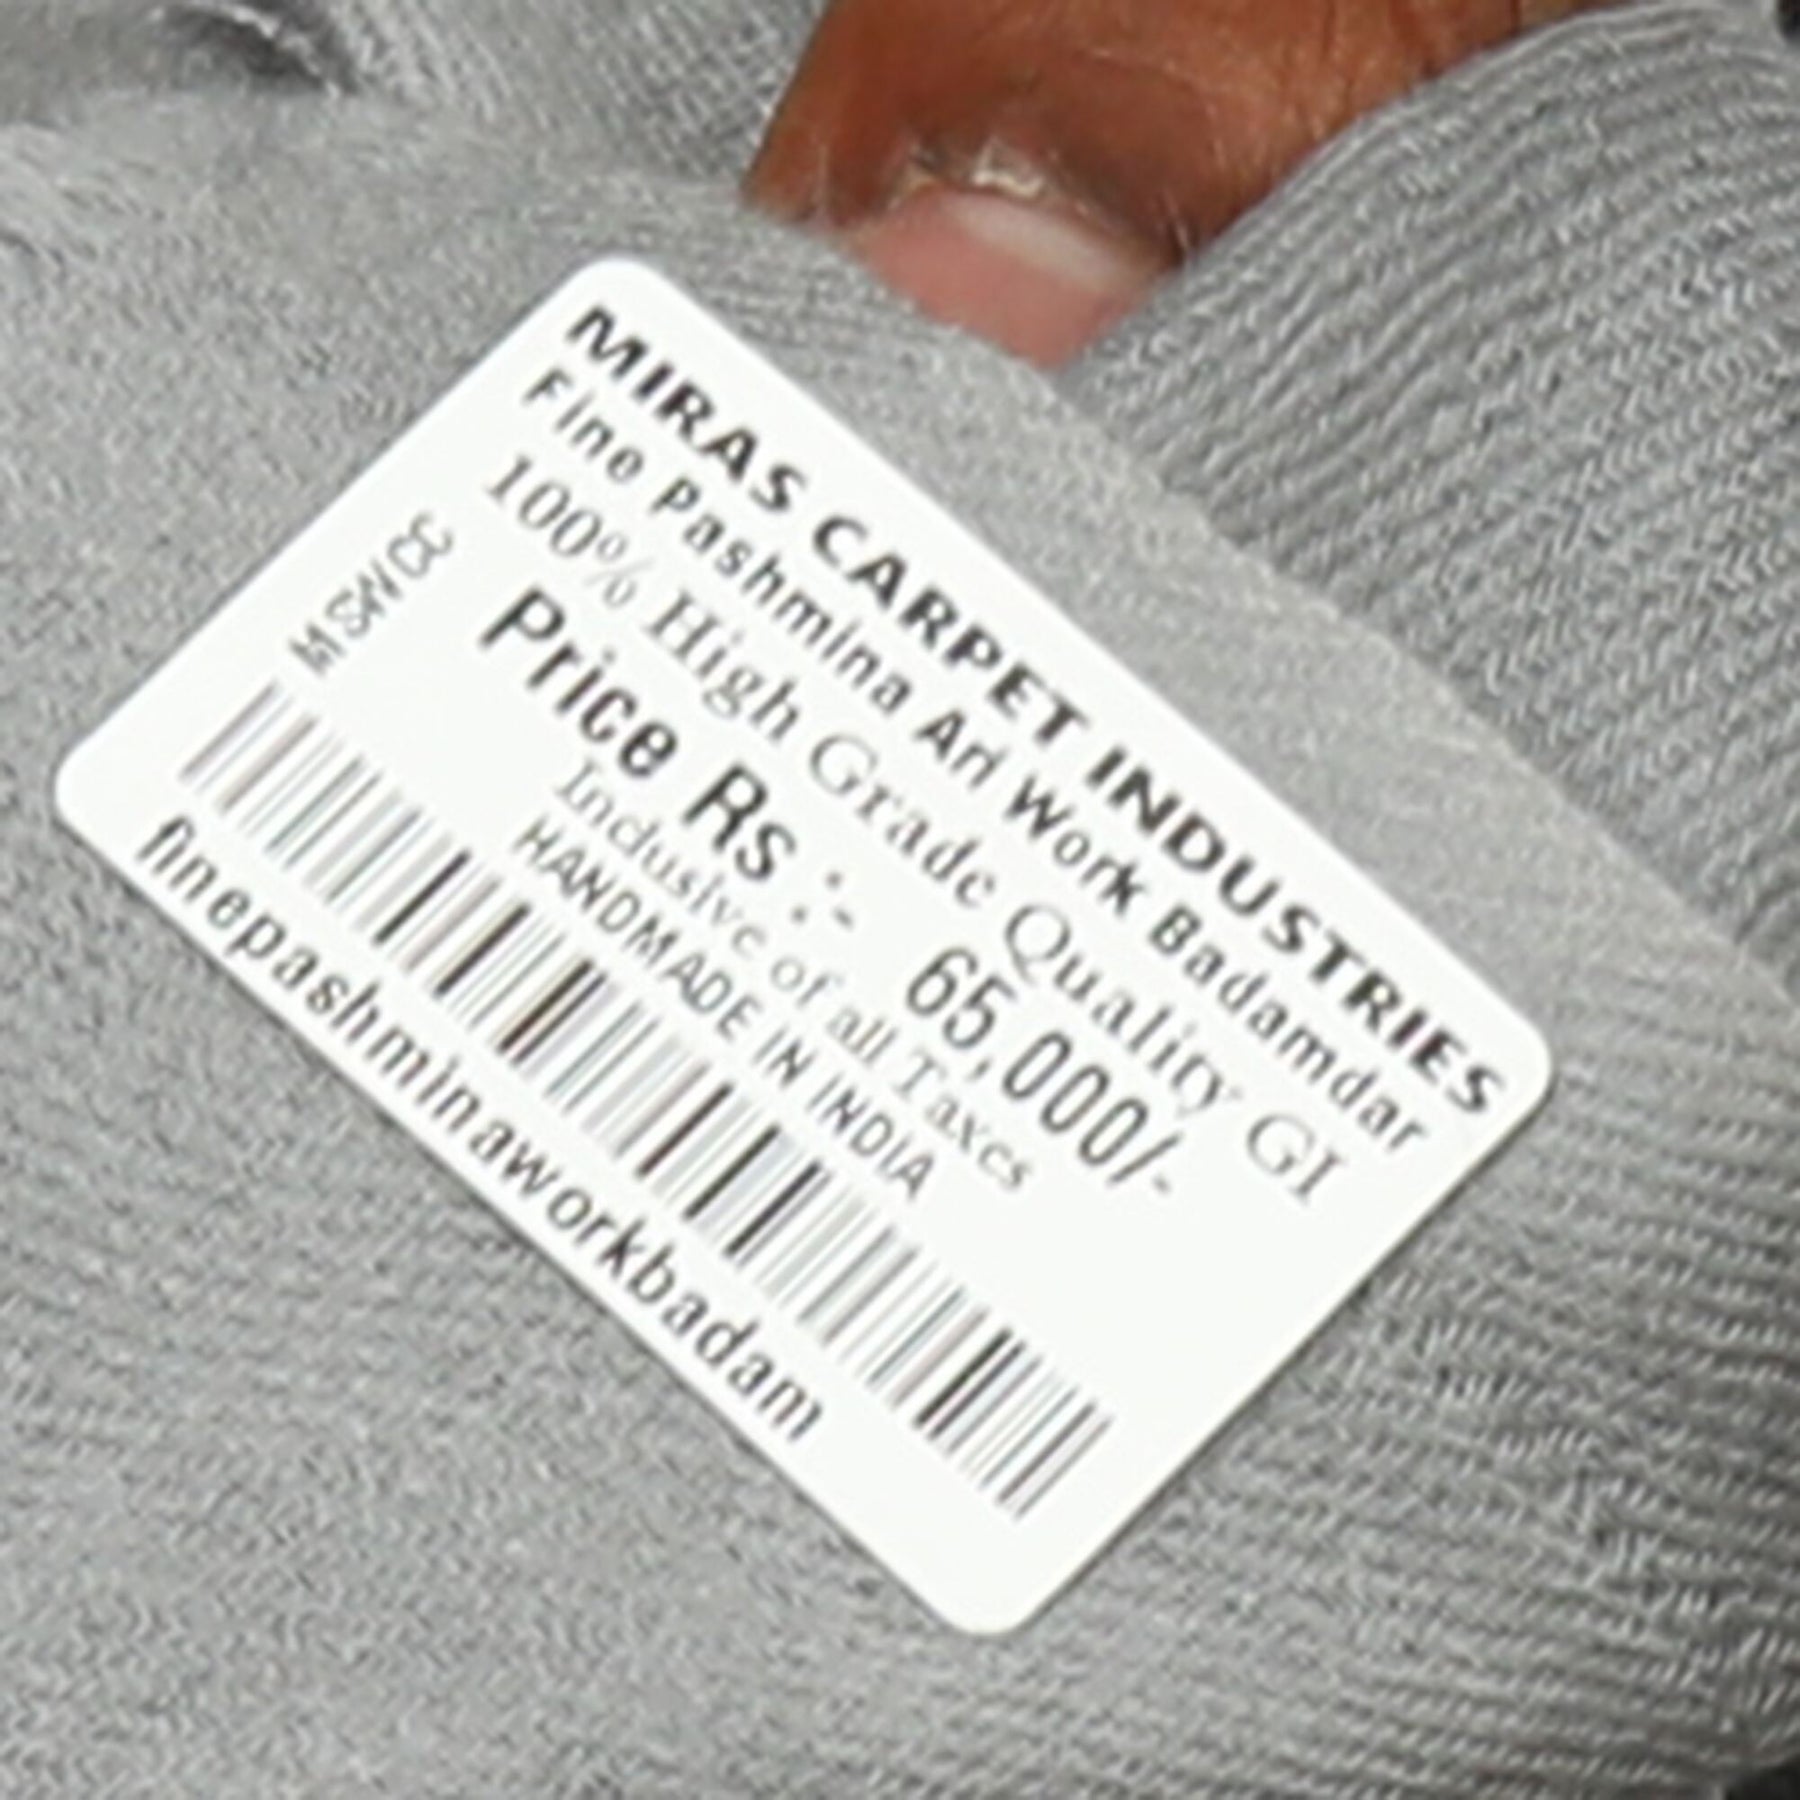 MIRAS CARPET INDUSTRIES
Fine Pashmina Ari Work Badamdar
100% High Grade Quality GI
Price Rs :- 65,000/-
Inclusive of all Taxes
HANDMADE IN INDIA
finepashminaworkbadam